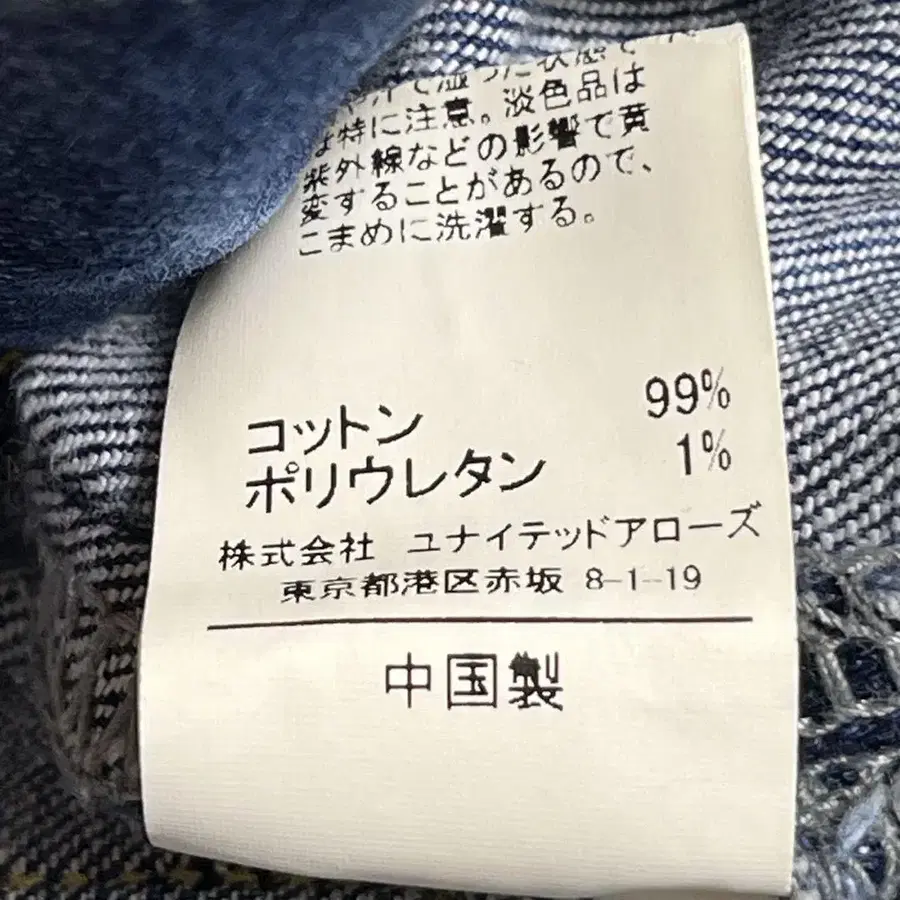 汗で湿った状態で
は特に注意。淡色品は
紫外線などの影響で黄
変することがあるので、
こまめに洗濯する。
コットン 99%
ポリウレタン 1%
株式会社 ユナイテッドアローズ
東京都港区赤坂 8-1-19
中国製